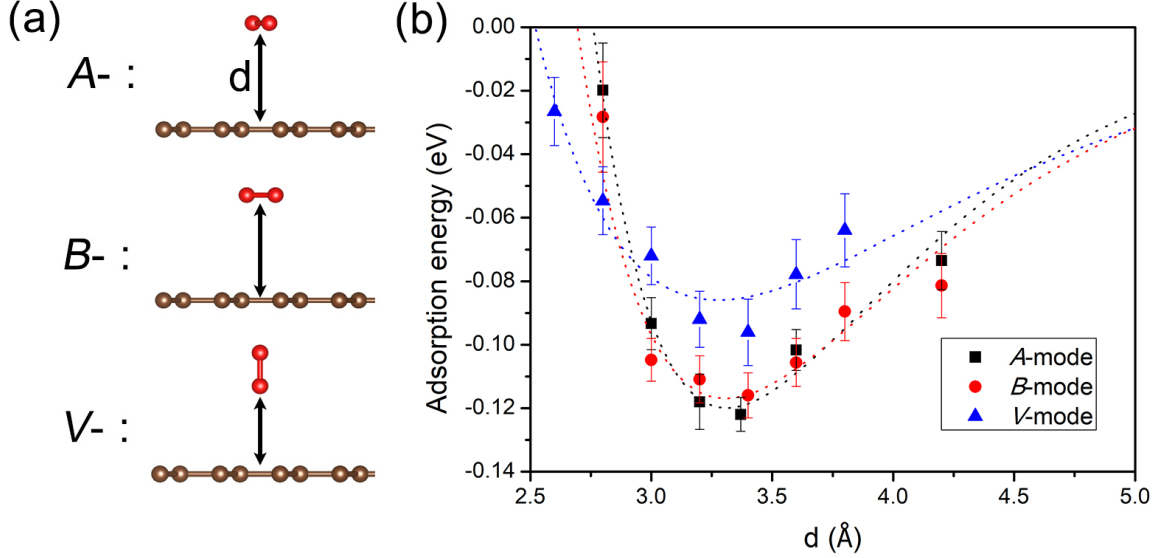 (a)
A- :
d
B- :
V- :
(b)
Adsorption energy (eV)
0.00
-0.02
-0.04
-0.06
-0.08
-0.10
-0.12
-0.14
2.5 3.0 3.5 4.0 4.5 5.0
d (Å)
A-mode
B-mode
V-mode